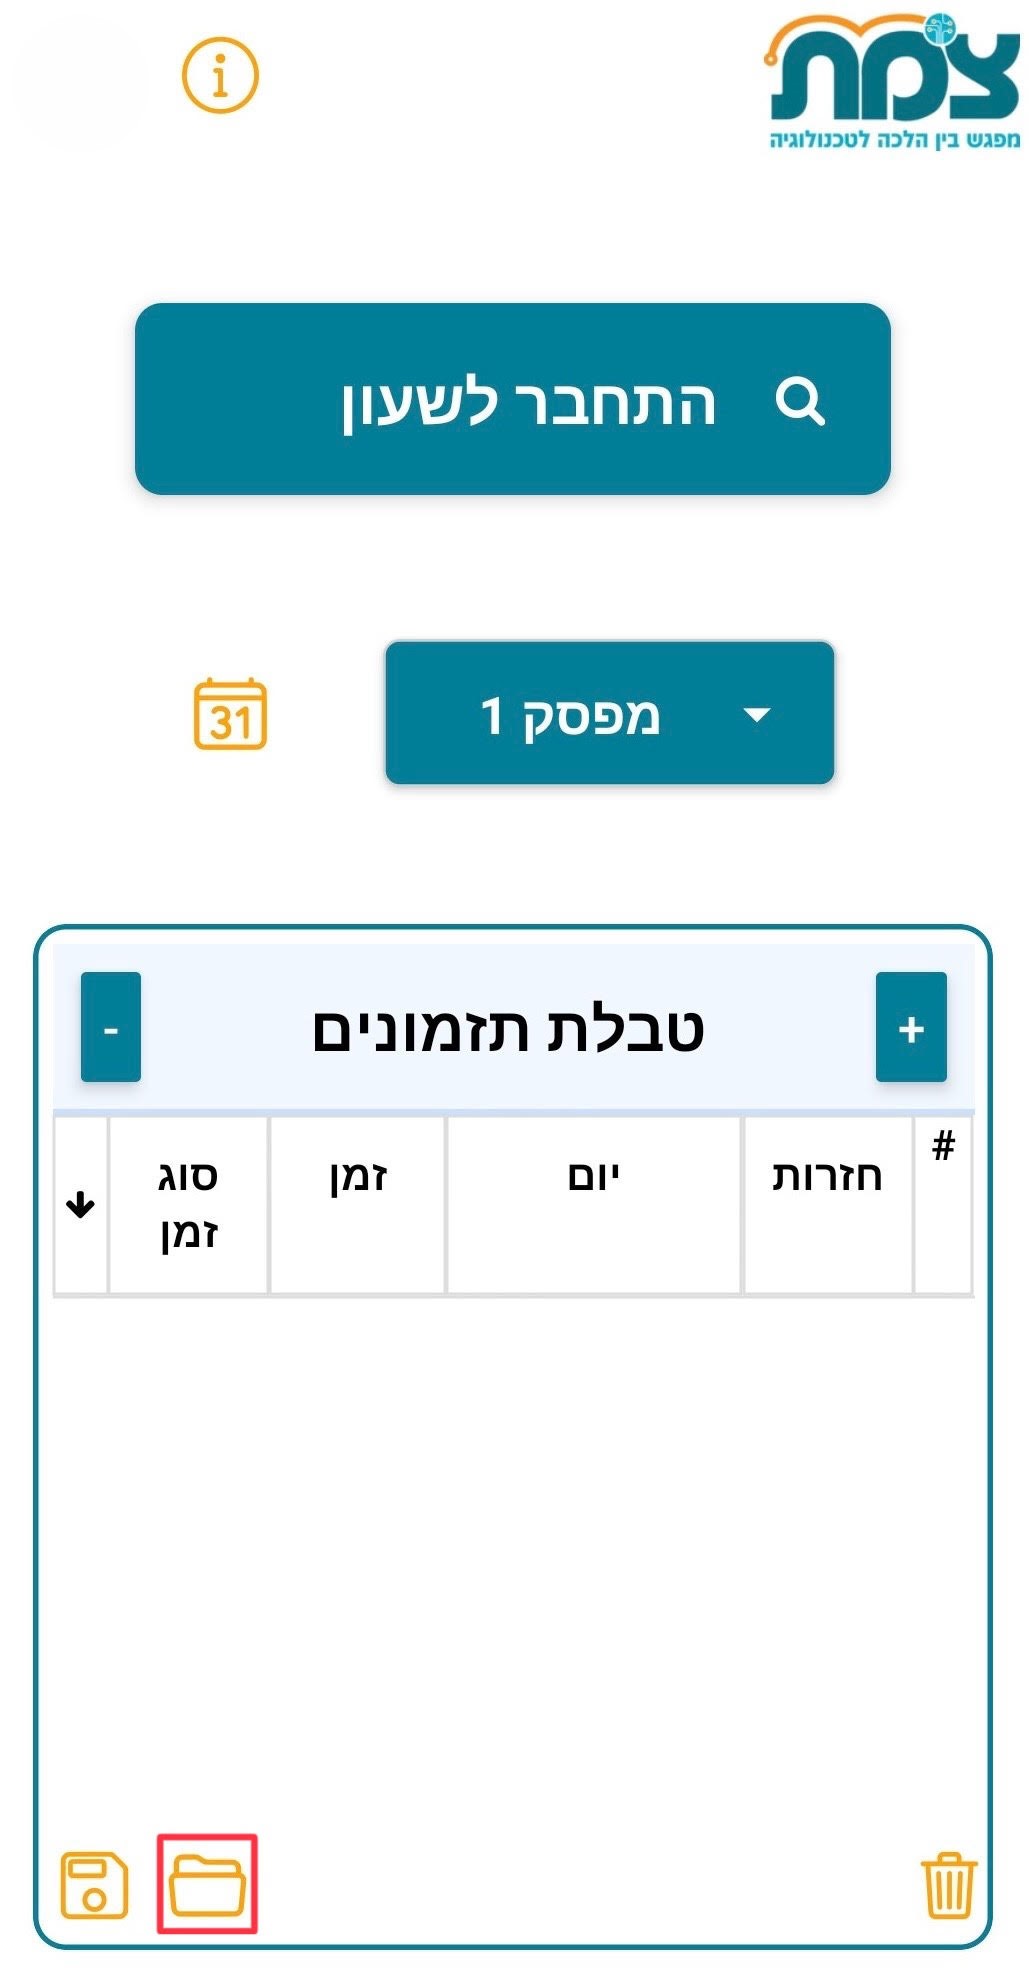 צמת
מפגש בין הלכה לטכנולוגיה
התחבר לשעון
מפסק 1
31
+ טבלת תזמונים -
# חזרות יום זמן סוג זמן